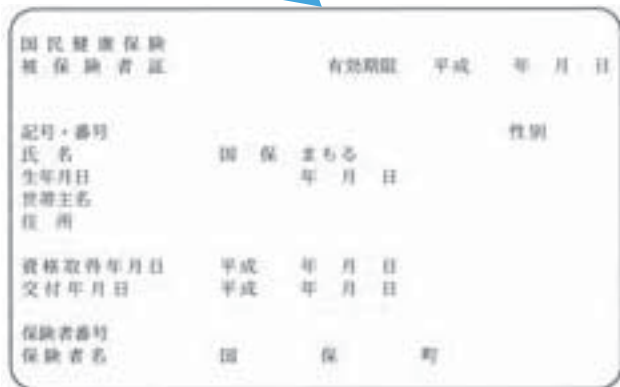 国民健康保険
被保険者証 有効期限 平成 年 月 日
記号・番号 性別
氏名 国保 まもる
生年月日 年 月 日
世帯主名
住所
資格取得年月日 平成 年 月 日
交付年月日 平成 年 月 日
保険者番号
保険者名 国保町